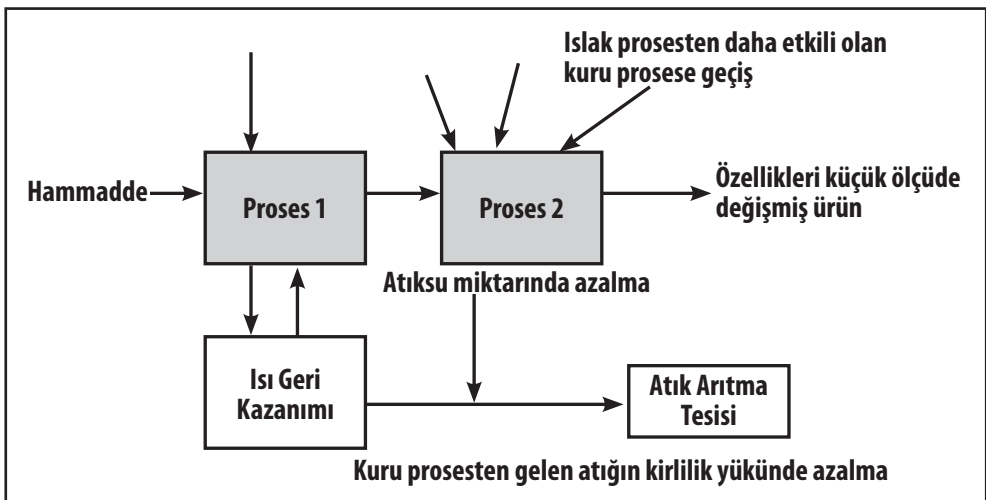 Islak prosesten daha etkili olan
kuru prosese geçiş
Hammadde
Proses 1
Proses 2
Özellikleri küçük ölçüde
değişmiş ürün
Atıksu miktarında azalma
Isı Geri
Kazanımı
Atık Arıtma
Tesisi
Kuru prosesten gelen atığın kirlilik yükünde azalma